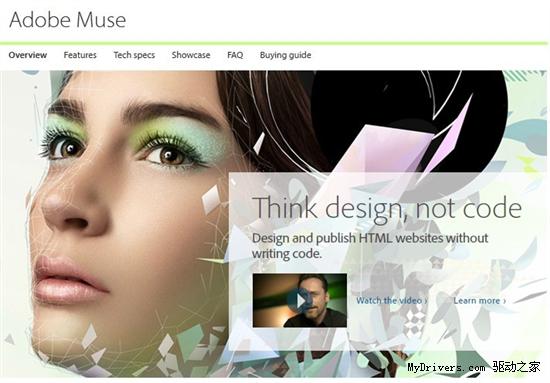 Adobe Muse
Overview Features Tech specs Showcase FAQ Buying guide
Think design, not code
Design and publish HTML websites without
writing code.
Watch the video › Learn more ›
MyDrivers.com 驱动之家